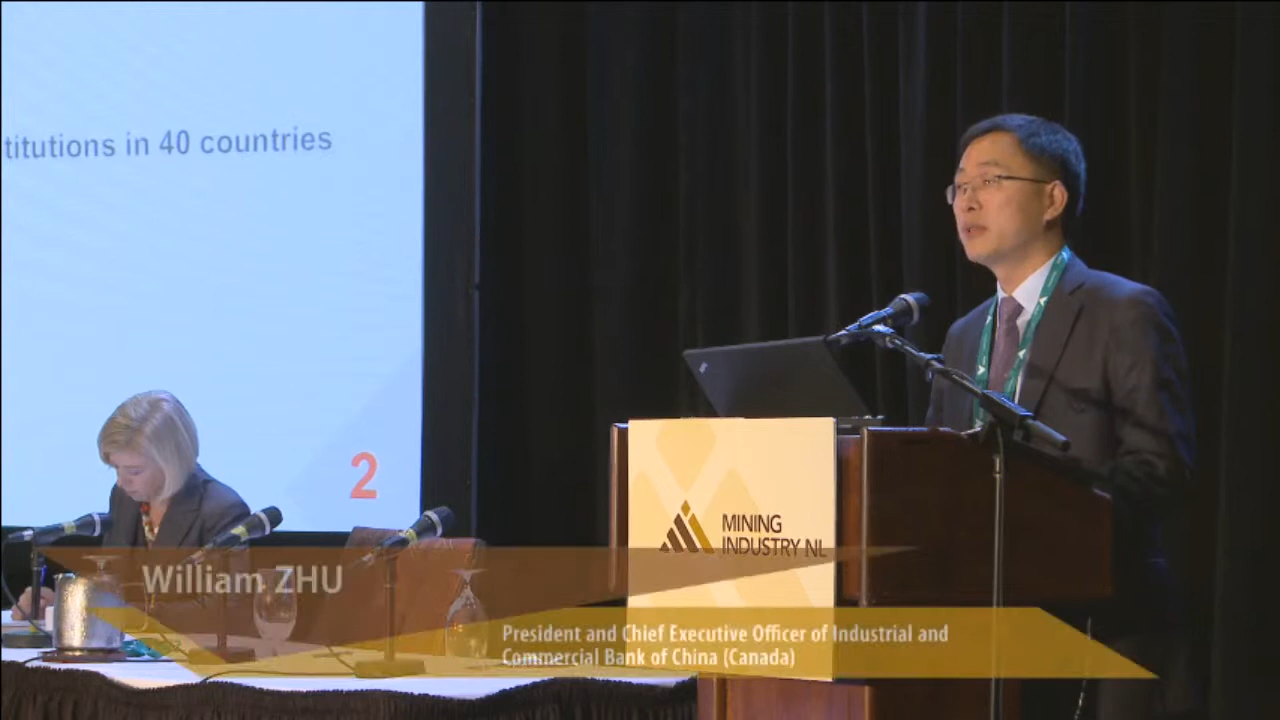 titutions in 40 countries
2
MINING
INDUSTRY NL
William ZHU
President and Chief Executive Officer of Industrial and
Commercial Bank of China (Canada)